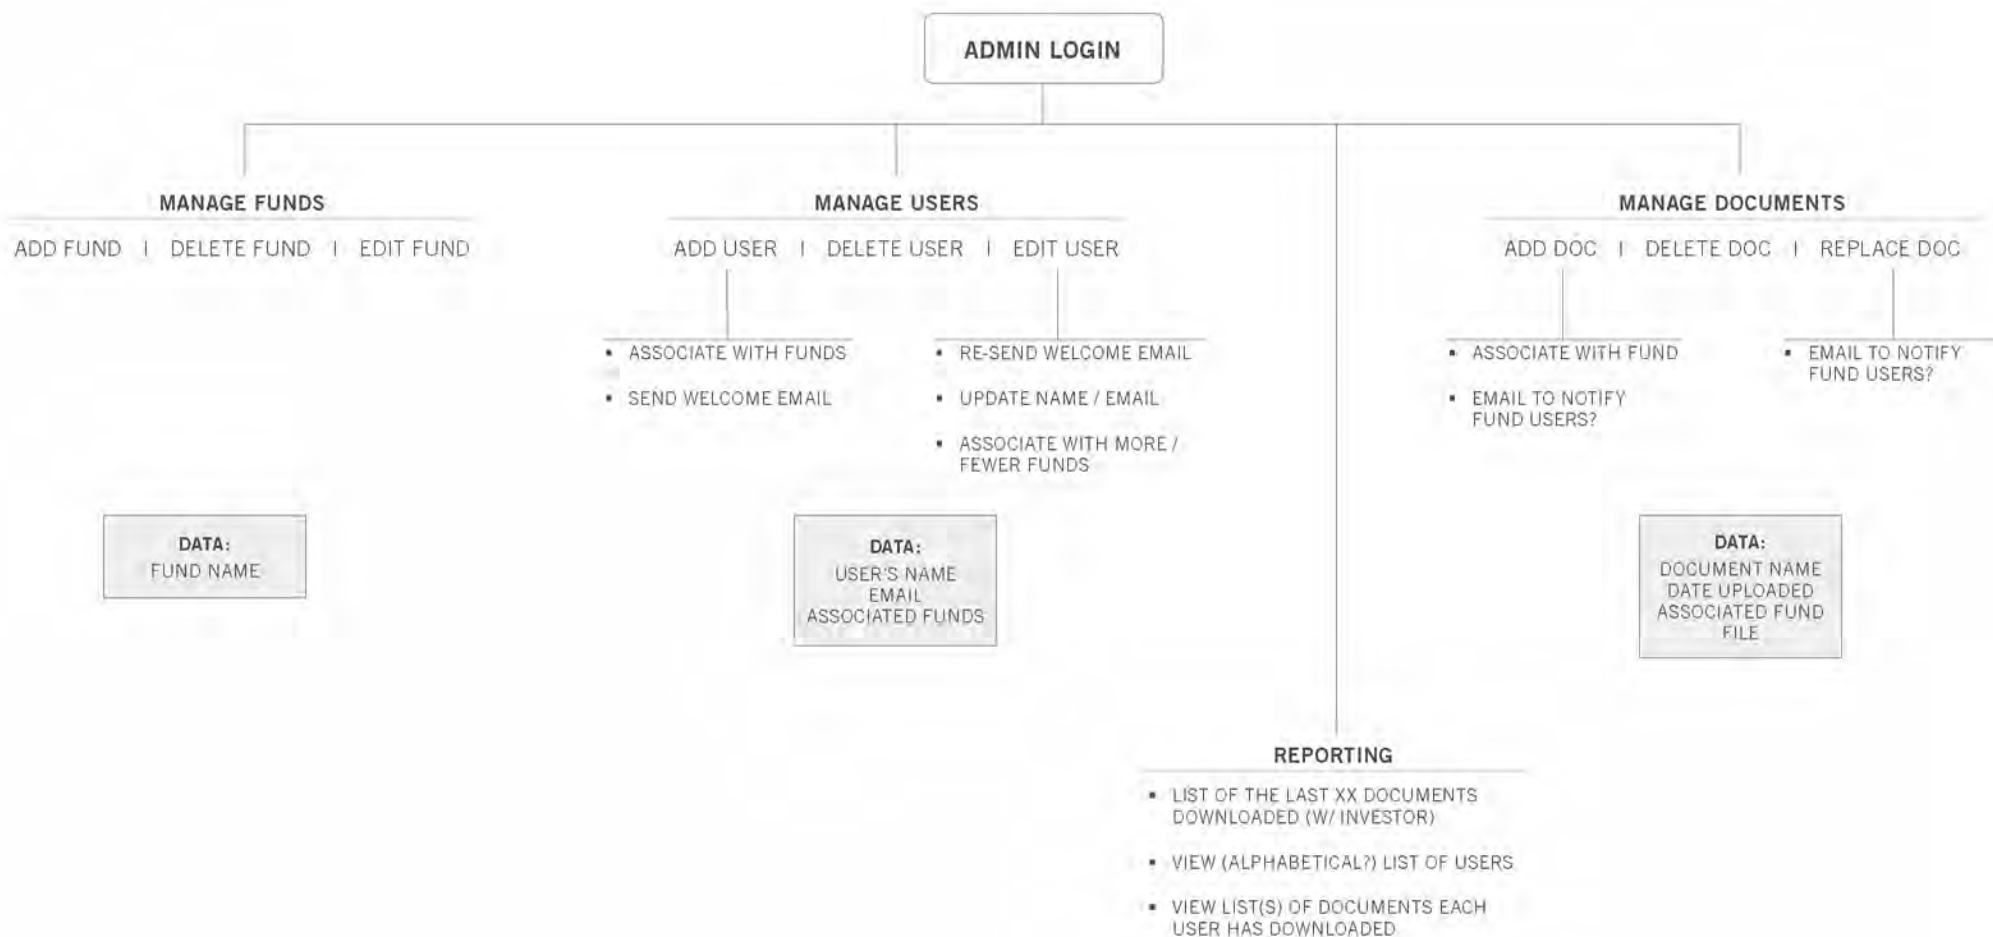 ADMIN LOGIN
MANAGE FUNDS
ADD FUND | DELETE FUND | EDIT FUND
DATA:
FUND NAME
MANAGE USERS
ADD USER | DELETE USER | EDIT USER
▪ ASSOCIATE WITH FUNDS
▪ SEND WELCOME EMAIL
▪ RE-SEND WELCOME EMAIL
▪ UPDATE NAME / EMAIL
▪ ASSOCIATE WITH MORE /
FEWER FUNDS
DATA:
USER'S NAME
EMAIL
ASSOCIATED FUNDS
MANAGE DOCUMENTS
ADD DOC | DELETE DOC | REPLACE DOC
▪ ASSOCIATE WITH FUND
▪ EMAIL TO NOTIFY
FUND USERS?
▪ EMAIL TO NOTIFY
FUND USERS?
DATA:
DOCUMENT NAME
DATE UPLOADED
ASSOCIATED FUND
FILE
REPORTING
▪ LIST OF THE LAST XX DOCUMENTS
DOWNLOADED (W/ INVESTOR)
▪ VIEW (ALPHABETICAL?) LIST OF USERS
▪ VIEW LIST(S) OF DOCUMENTS EACH
USER HAS DOWNLOADED